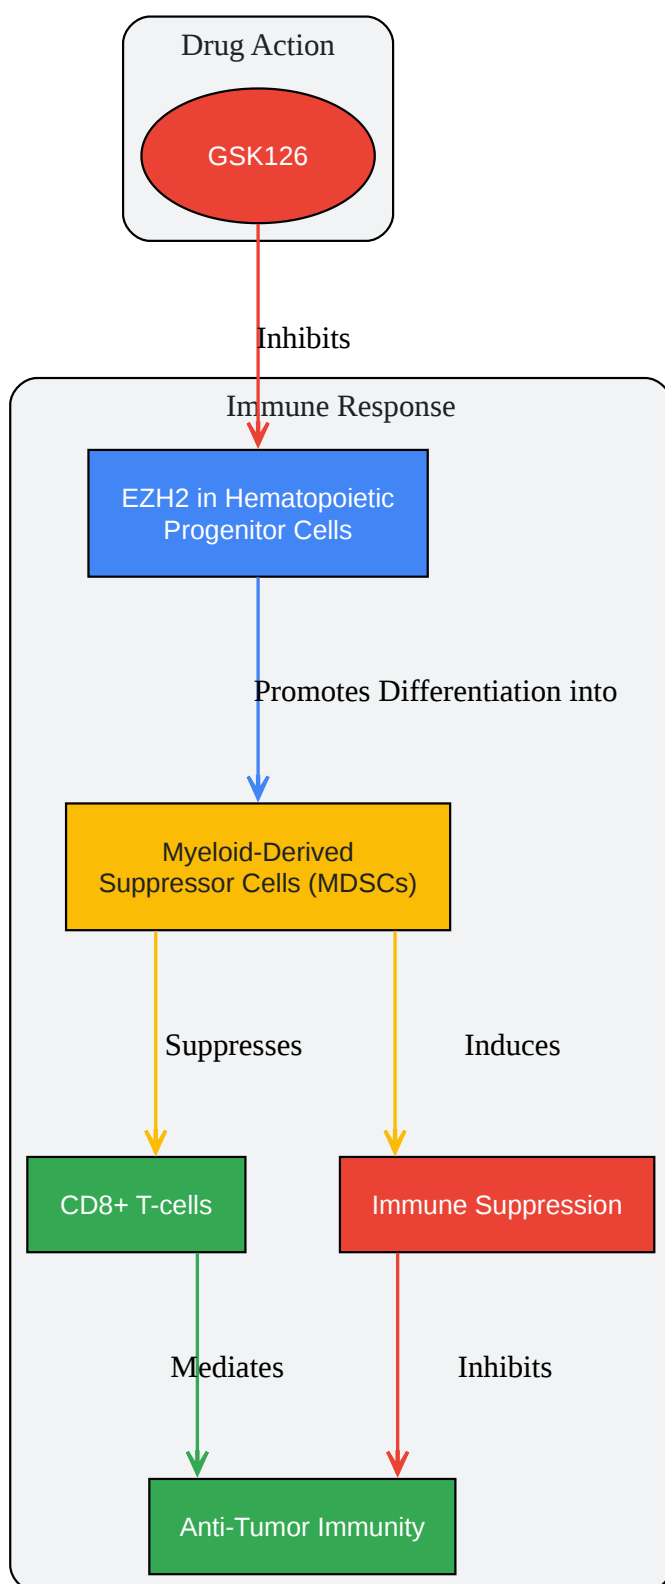 Drug Action
GSK126
Inhibits
Immune Response
EZH2 in Hematopoietic
Progenitor Cells
Promotes Differentiation into
Myeloid-Derived
Suppressor Cells (MDSCs)
Suppresses
Induces
CD8+ T-cells
Immune Suppression
Mediates
Inhibits
Anti-Tumor Immunity